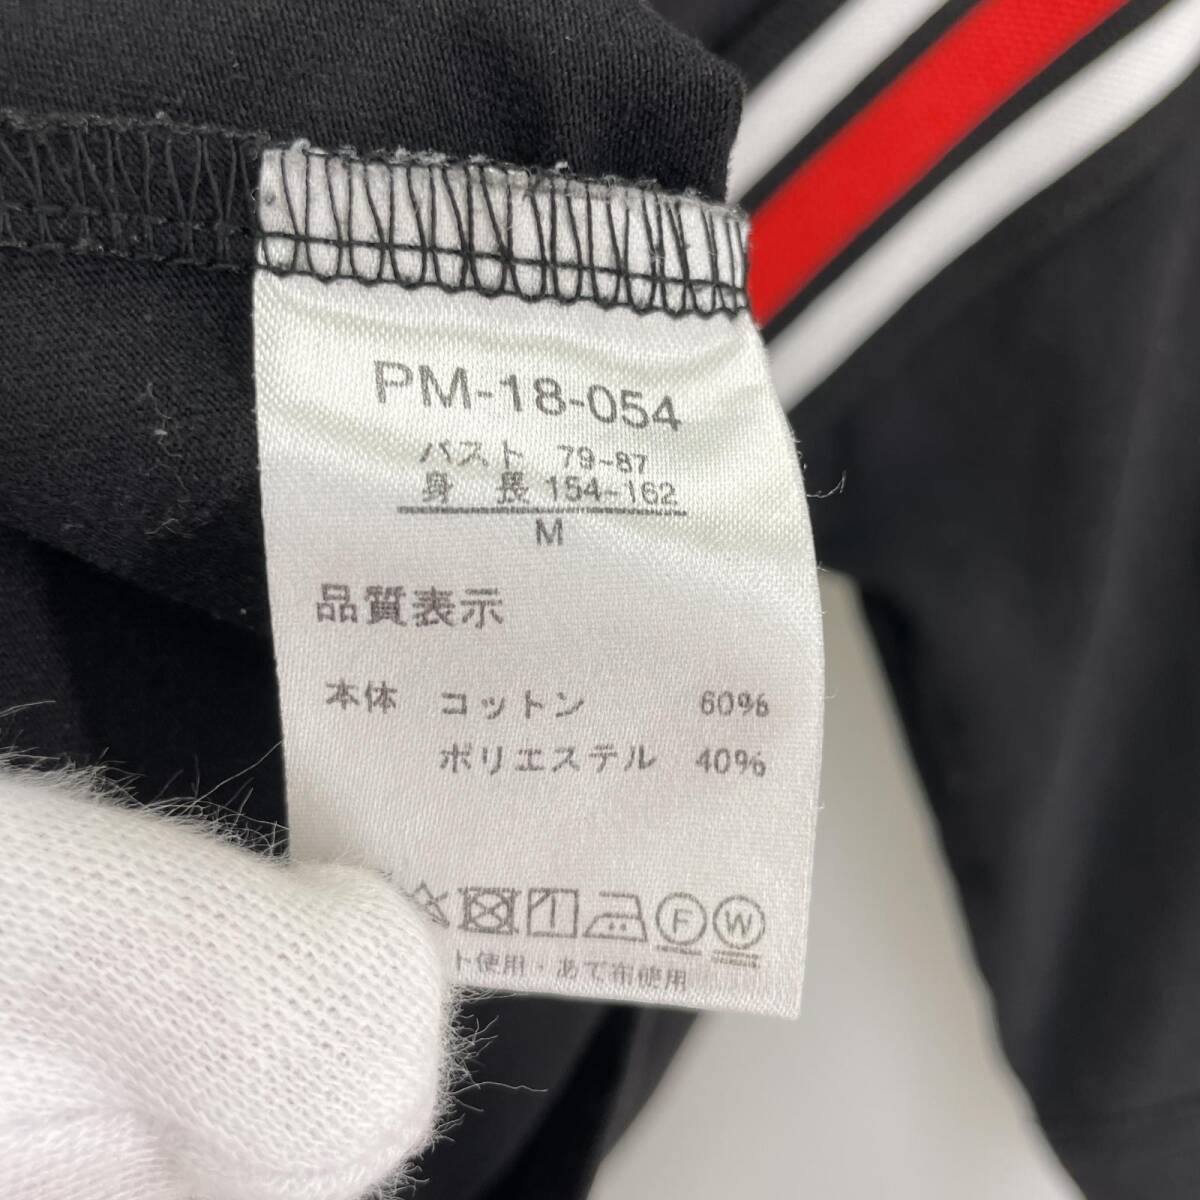 PM-18-054
バスト 79-87
身 長 154-162
M
品質表示
本体 コットン 60%
ポリエステル 40%
F W
ト使用・あて布使用